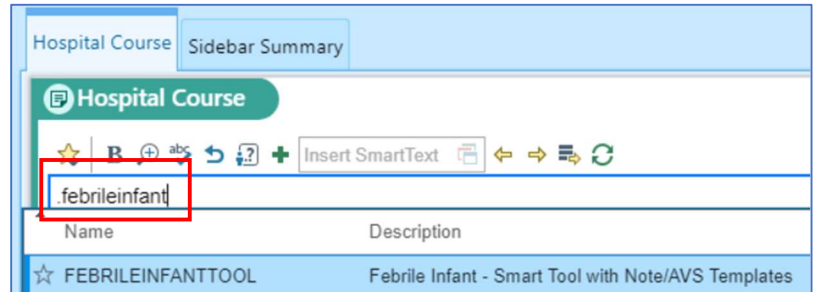 Hospital Course Sidebar Summary
Hospital Course
B abc Insert SmartText
.febrileinfant
Name Description
FEBRILEINFANTTOOL Febrile Infant - Smart Tool with Note/AVS Templates